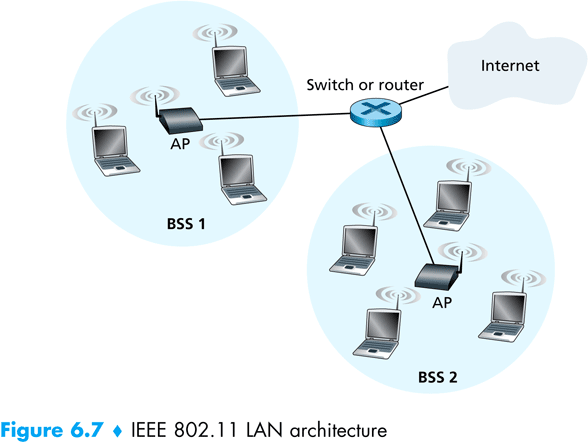 Switch or router
Internet
AP
BSS 1
AP
BSS 2
Figure 6.7 ♦ IEEE 802.11 LAN architecture